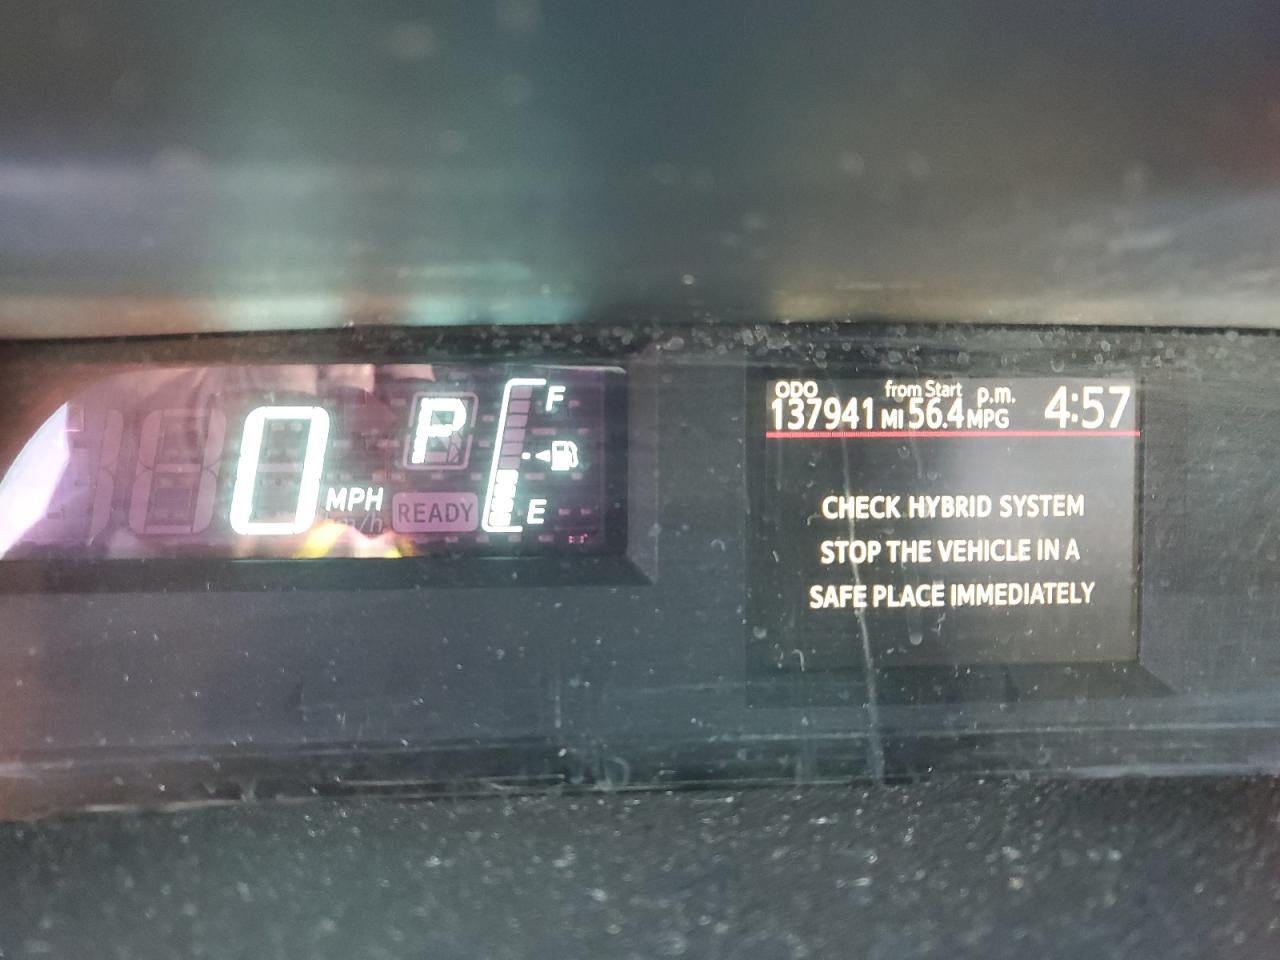 0 MPH
km/h
P
READY
F
E
ODO from Start p.m. 4:57
137941 MI 56.4 MPG
CHECK HYBRID SYSTEM
STOP THE VEHICLE IN A
SAFE PLACE IMMEDIATELY